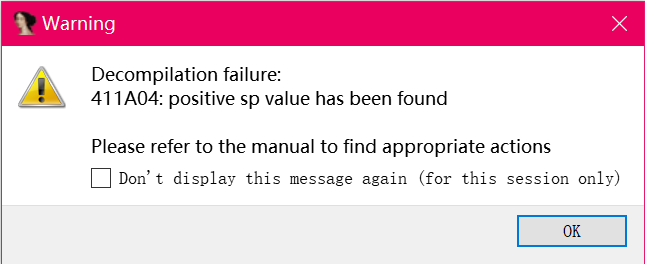 Warning
Decompilation failure:
411A04: positive sp value has been found
Please refer to the manual to find appropriate actions
Don't display this message again (for this session only)
OK